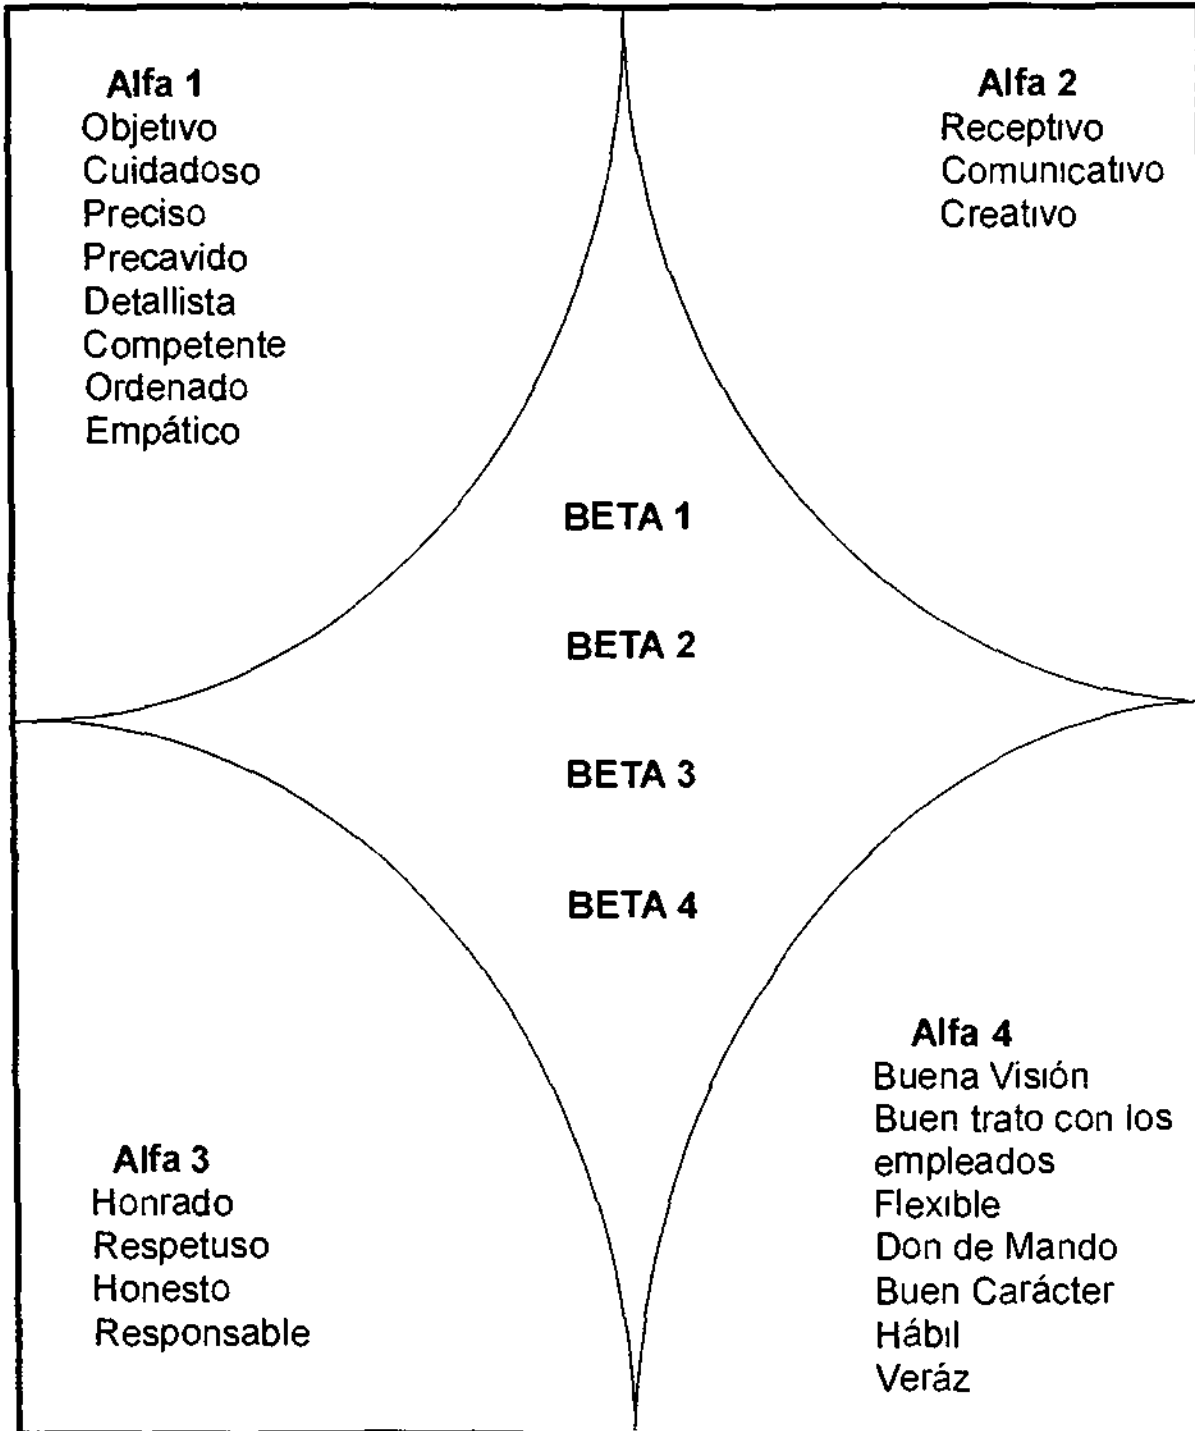 Alfa 1
Objetivo
Cuidadoso
Preciso
Precavido
Detallista
Competente
Ordenado
Empático
Alfa 2
Receptivo
Comunicativo
Creativo
BETA 1
BETA 2
BETA 3
BETA 4
Alfa 3
Honrado
Respetuso
Honesto
Responsable
Alfa 4
Buena Visión
Buen trato con los
empleados
Flexible
Don de Mando
Buen Carácter
Hábil
Veráz